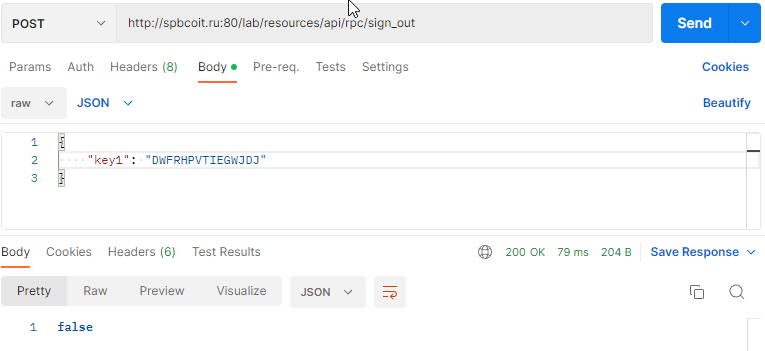 POST http://spbcoit.ru:80/lab/resources/api/rpc/sign_out Send
Params Auth Headers (8) Body Pre-req. Tests Settings Cookies
raw JSON Beautify
1 {
2 "key1": "DWFRHPVTIEGWJDJ"
3 }
Body Cookies Headers (6) Test Results 200 OK 79 ms 204 B Save Response
Pretty Raw Preview Visualize JSON
1 false